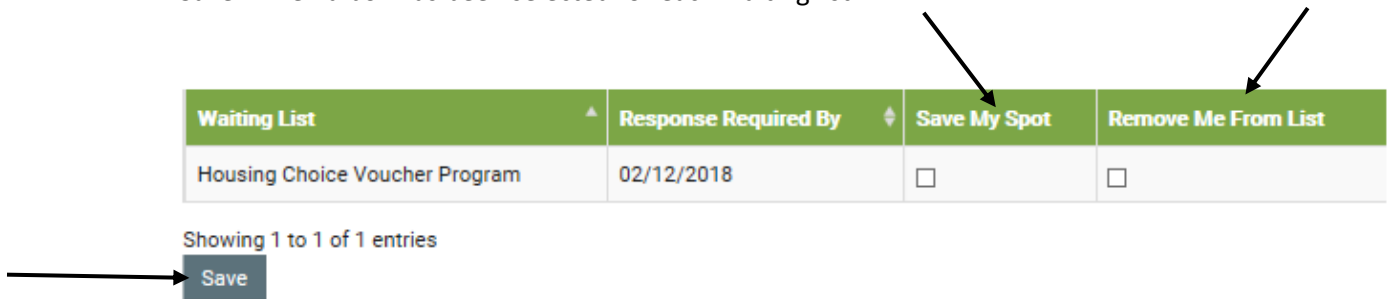 Waiting List Response Required By Save My Spot Remove Me From List
Housing Choice Voucher Program 02/12/2018
Showing 1 to 1 of 1 entries
Save